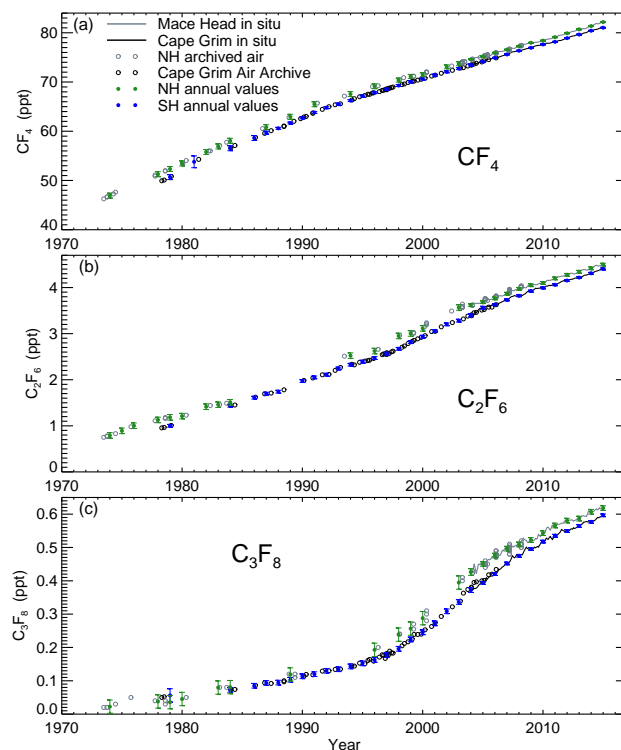 (a)
Mace Head in situ
Cape Grim in situ
NH archived air
Cape Grim Air Archive
NH annual values
SH annual values
80
70
60
50
40
CF₄ (ppt)
CF₄
1970 1980 1990 2000 2010
(b)
4
3
2
1
0
C₂F₆ (ppt)
C₂F₆
1970 1980 1990 2000 2010
(c)
0.6
0.5
0.4
0.3
0.2
0.1
0.0
C₃F₈ (ppt)
C₃F₈
1970 1980 1990 2000 2010
Year